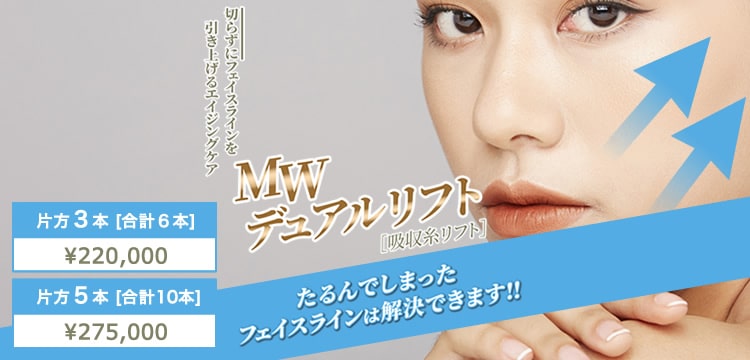 切らずにフェイスラインを
引き上げるエイジングケア
MW
デュアルリフト
[吸収糸リフト]
片方3本 [合計6本]
¥220,000
片方5本 [合計10本]
¥275,000
たるんでしまった
フェイスラインは解決できます!!